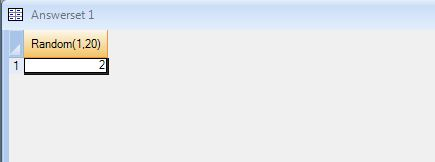 Answerset 1
Random(1,20)
1 2